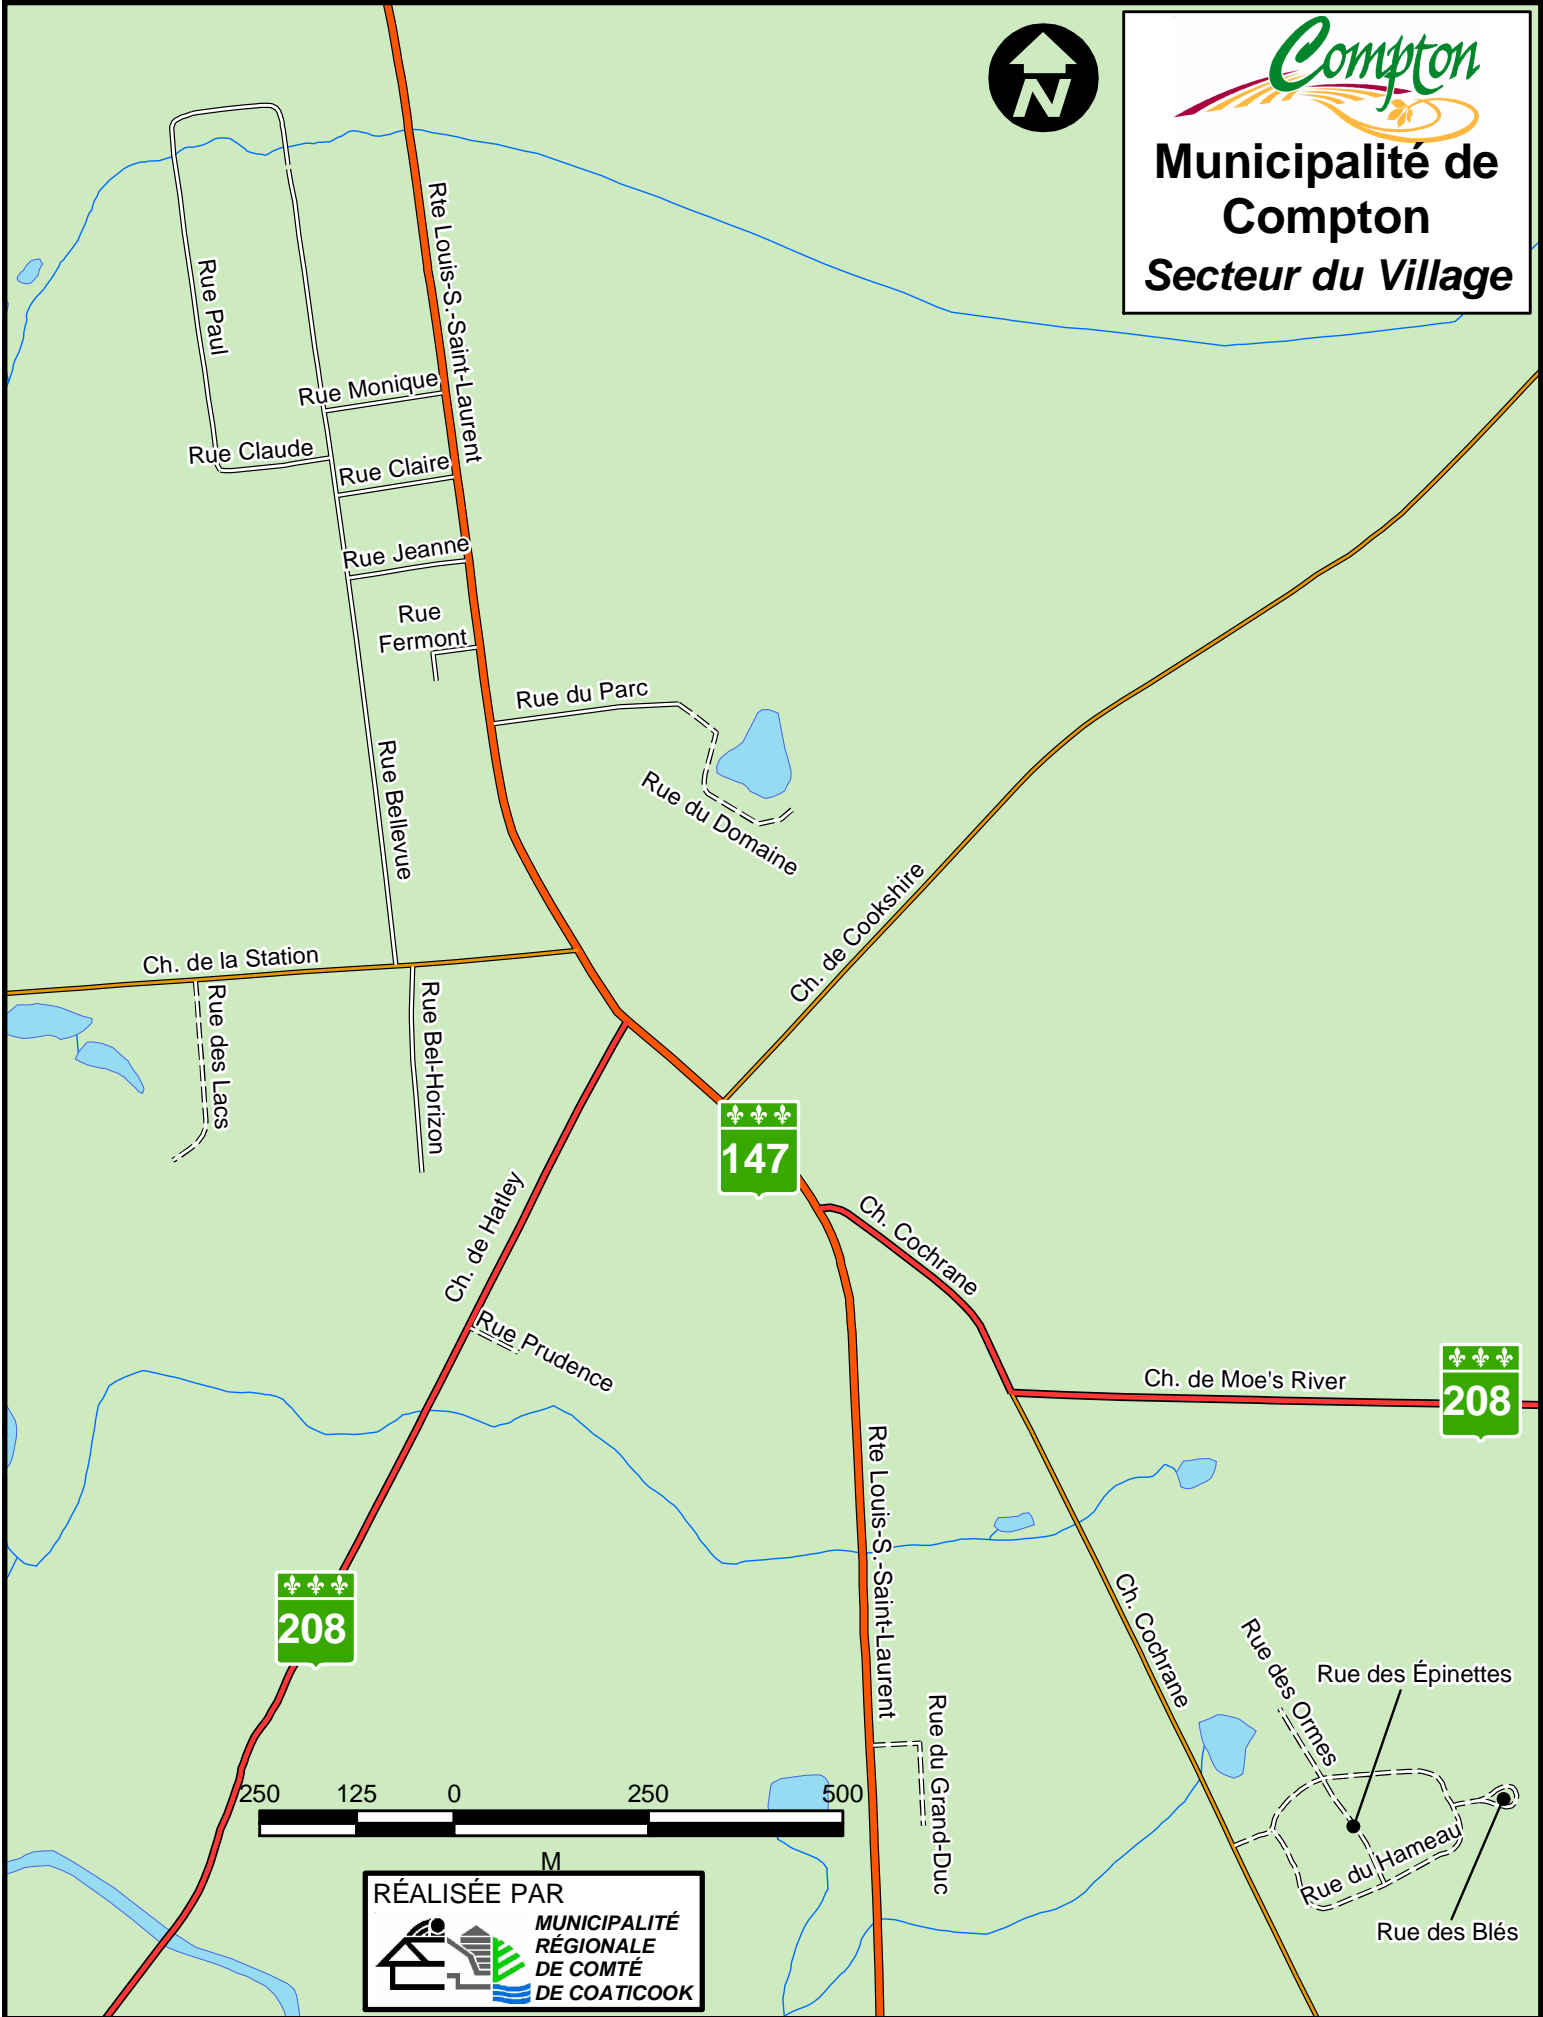 N
Compton
Municipalité de
Compton
Secteur du Village
Rte Louis-S.-Saint-Laurent
Rue Paul
Rue Monique
Rue Claude
Rue Claire
Rue Jeanne
Rue
Fermont
Rue du Parc
Rue Bellevue
Rue du Domaine
Ch. de Cookshire
Ch. de la Station
Rue des Lacs
Rue Bel-Horizon
147
Ch. de Hatley
Ch. Cochrane
Rue Prudence
Ch. de Moe's River
208
Rte Louis-S.-Saint-Laurent
208
Ch. Cochrane
Rue des Ormes
Rue des Épinettes
Rue du Grand-Duc
Rue du Hameau
Rue des Blés
250 125 0 250 500
M
RÉALISÉE PAR
MUNICIPALITÉ
RÉGIONALE
DE COMTÉ
DE COATICOOK